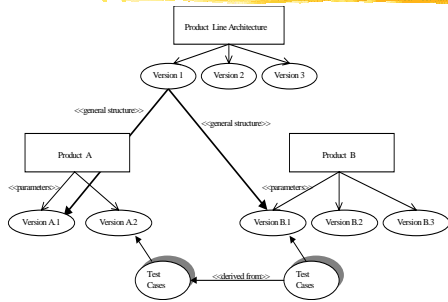 Product Line Architecture
Version 1
Version 2
Version 3
<<general structure>>
<<general structure>>
Product A
Product B
<<parameters>>
<<parameters>>
Version A.1
Version A.2
Version B.1
Version B.2
Version B.3
Test
Cases
<<derived from>>
Test
Cases